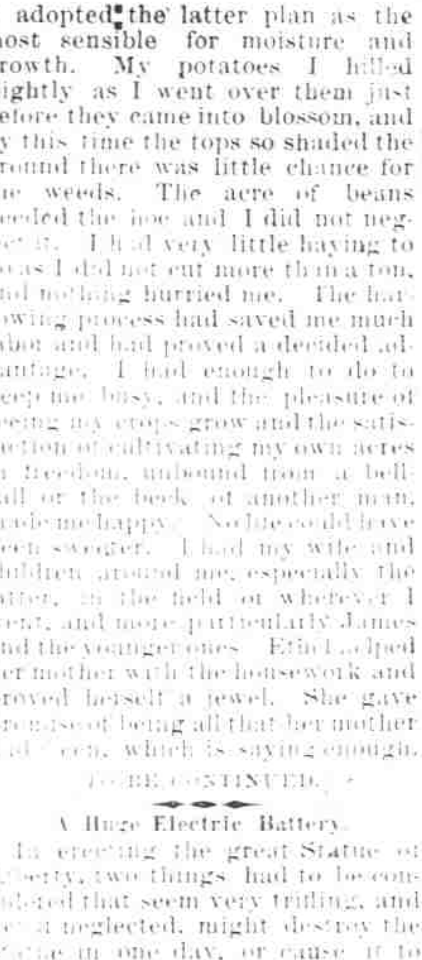 adopted the latter plan as the
most sensible for moisture and
growth. My potatoes I hilled
lightly as I went over them just
before they came into blossom, and
by this time the tops so shaded the
ground there was little chance for
the weeds. The acre of beans
needed the hoe and I did not neg-
lect it. I had very little haying to
do as I did not cut more than a ton,
and nothing hurried me. The har-
rowing process had saved me much
labor and had proved a decided ad-
vantage. I had enough to do to
keep me busy, and the pleasure of
seeing my crops grow and the satis-
faction of cultivating my own acres
in freedom, unbound from a bell-
call or the beck of another man,
made me happy. No life could have
been sweeter. I had my wife and
children around me, especially the
latter, in the field or wherever I
went, and more particularly James
and the younger ones. Ethel helped
her mother with the housework and
proved herself a jewel. She gave
promise of being all that her mother
had been, which is saying enough.
TO BE CONTINUED.
A Huge Electric Battery.
In erecting the great Statue of
Liberty, two things had to be con-
sidered that seem very trifling, and
yet if neglected, might destroy the
statue in one day, or cause it to